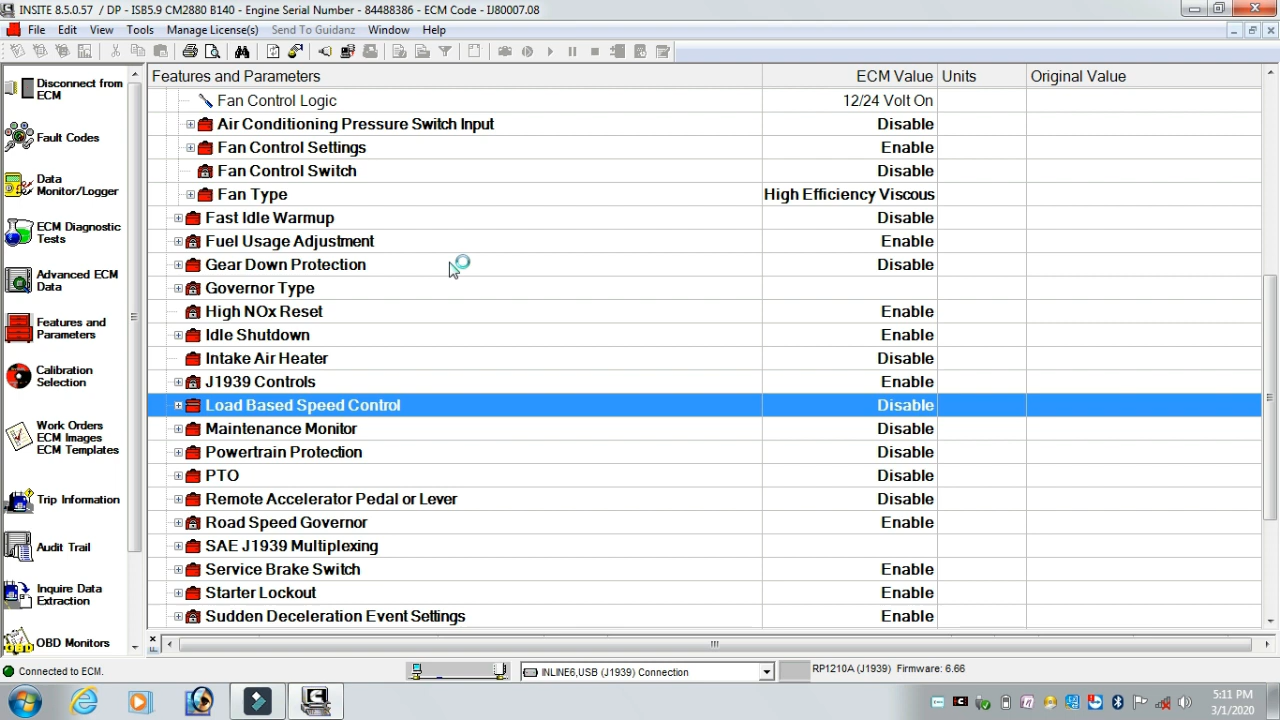 INSITE 8.5.0.57 / DP - ISB5.9 CM2880 B140 - Engine Serial Number - 84488386 - ECM Code - IJ80007.08
File Edit View Tools Manage License(s) Send To Guidanz Window Help
Disconnect from
ECM
Fault Codes
Data
Monitor/Logger
ECM Diagnostic
Tests
Advanced ECM
Data
Features and
Parameters
Calibration
Selection
Work Orders
ECM Images
ECM Templates
Trip Information
Audit Trail
Inquire Data
Extraction
OBD Monitors
Features and Parameters ECM Value Units Original Value
Fan Control Logic 12/24 Volt On
Air Conditioning Pressure Switch Input Disable
Fan Control Settings Enable
Fan Control Switch Disable
Fan Type High Efficiency Viscous
Fast Idle Warmup Disable
Fuel Usage Adjustment Enable
Gear Down Protection Disable
Governor Type
High NOx Reset Enable
Idle Shutdown Enable
Intake Air Heater Disable
J1939 Controls Enable
Load Based Speed Control Disable
Maintenance Monitor Disable
Powertrain Protection Disable
PTO Disable
Remote Accelerator Pedal or Lever Disable
Road Speed Governor Enable
SAE J1939 Multiplexing
Service Brake Switch Enable
Starter Lockout Enable
Sudden Deceleration Event Settings Enable
Connected to ECM. INLINE6,USB (J1939) Connection RP1210A (J1939) Firmware: 6.66
5:11 PM
3/1/2020